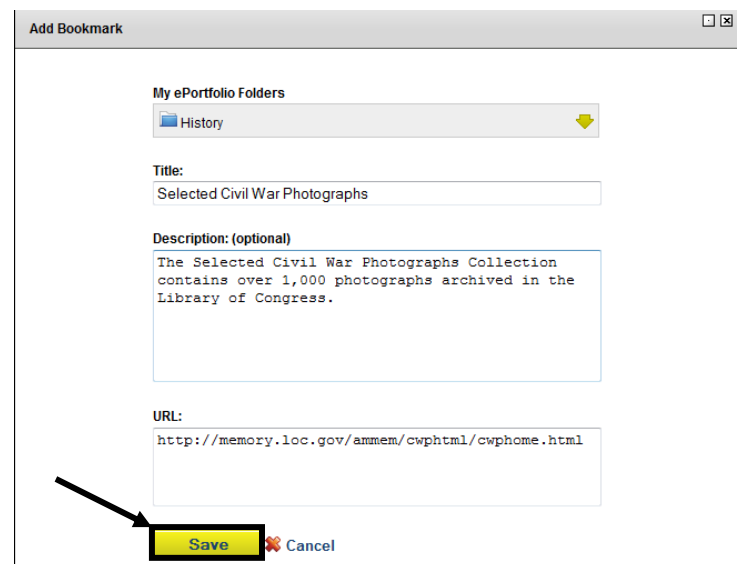 Add Bookmark
My ePortfolio Folders
History
Title:
Selected Civil War Photographs
Description: (optional)
The Selected Civil War Photographs Collection
contains over 1,000 photographs archived in the
Library of Congress.
URL:
http://memory.loc.gov/ammem/cwphtml/cwphome.html
Save Cancel